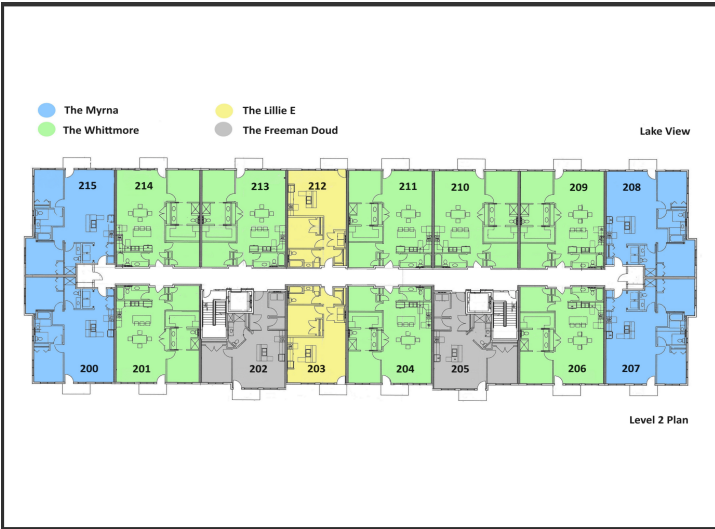 The Myrna
The Lillie E
The Whittmore
The Freeman Doud
Lake View
215
214
213
212
211
210
209
208
200
201
202
203
204
205
206
207
Level 2 Plan